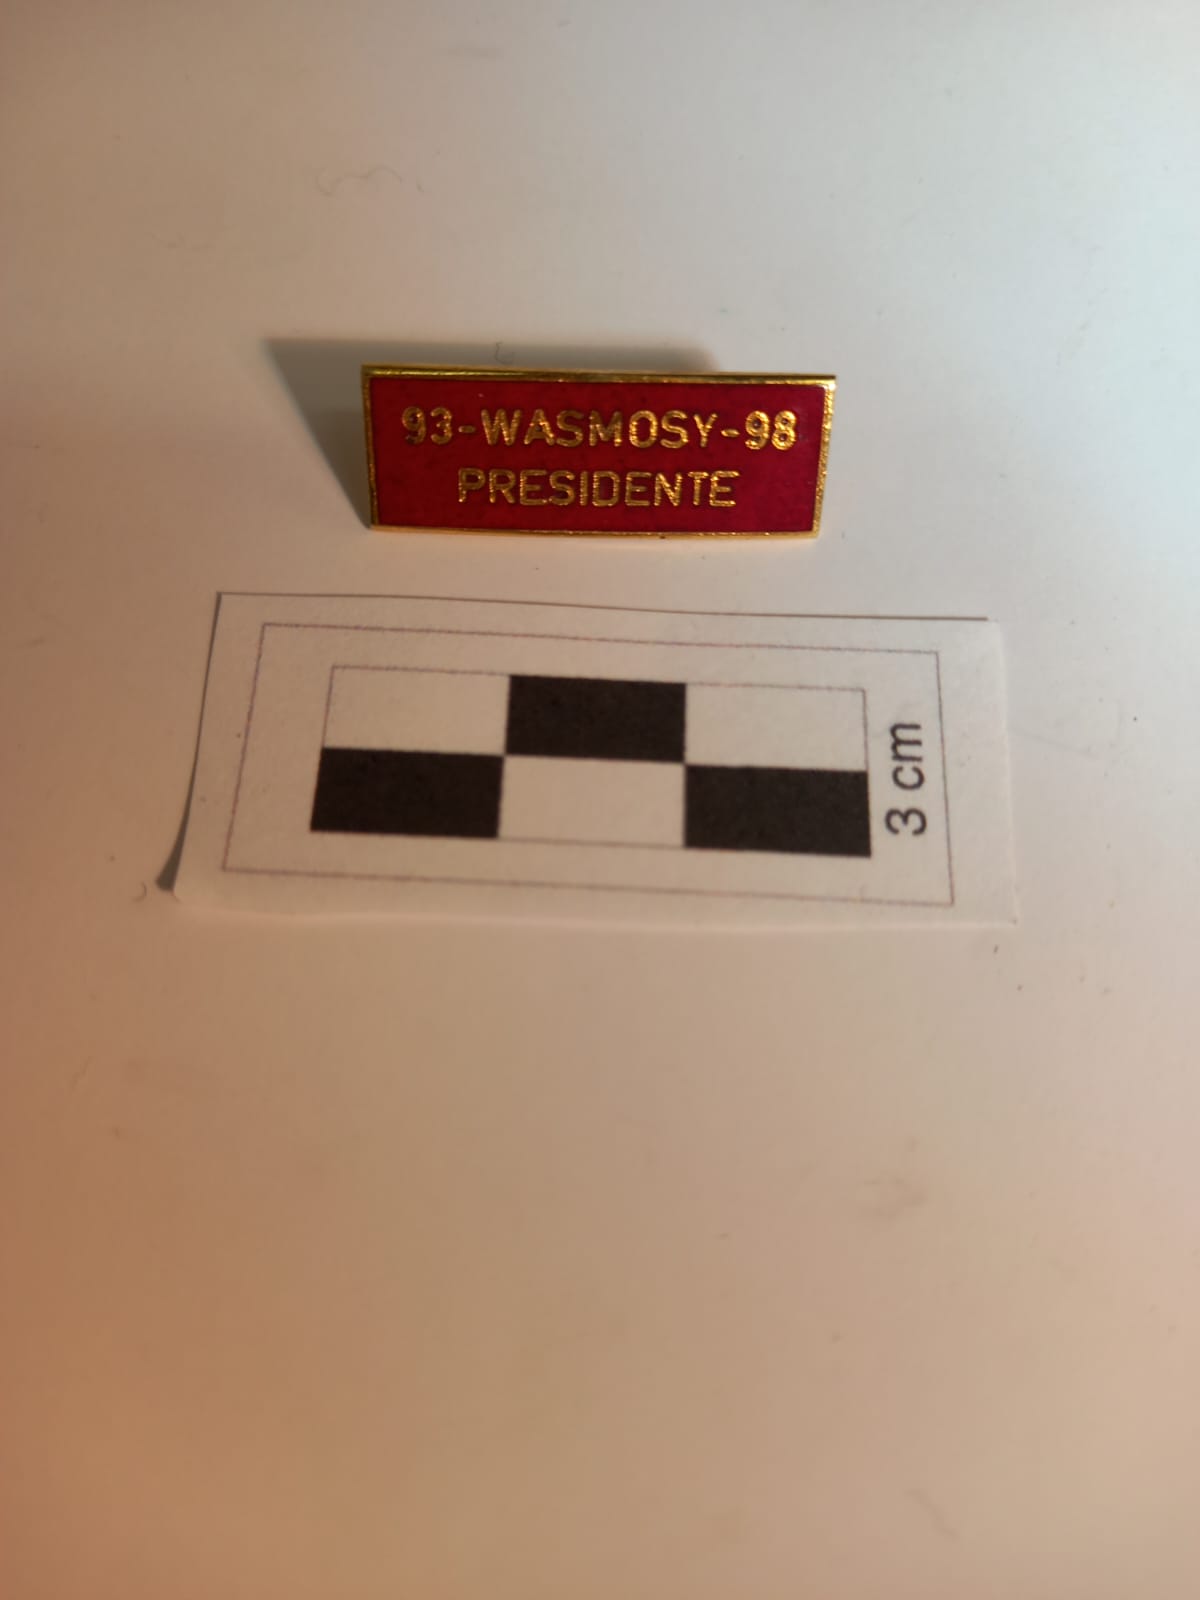 93-WASMOSY-98
PRESIDENTE
3 cm